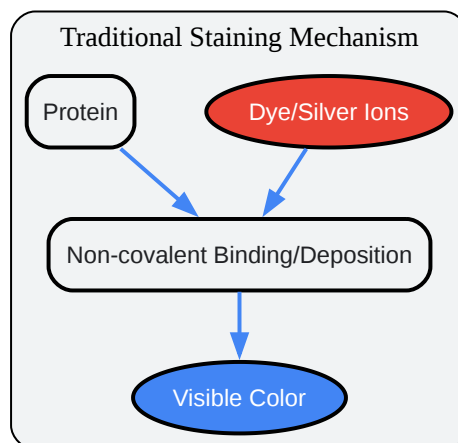 Traditional Staining Mechanism
Protein
Dye/Silver Ions
Non-covalent Binding/Deposition
Visible Color